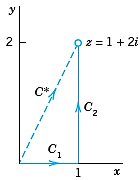 y
2
z = 1 + 2i
C*
C₂
C₁
1
x